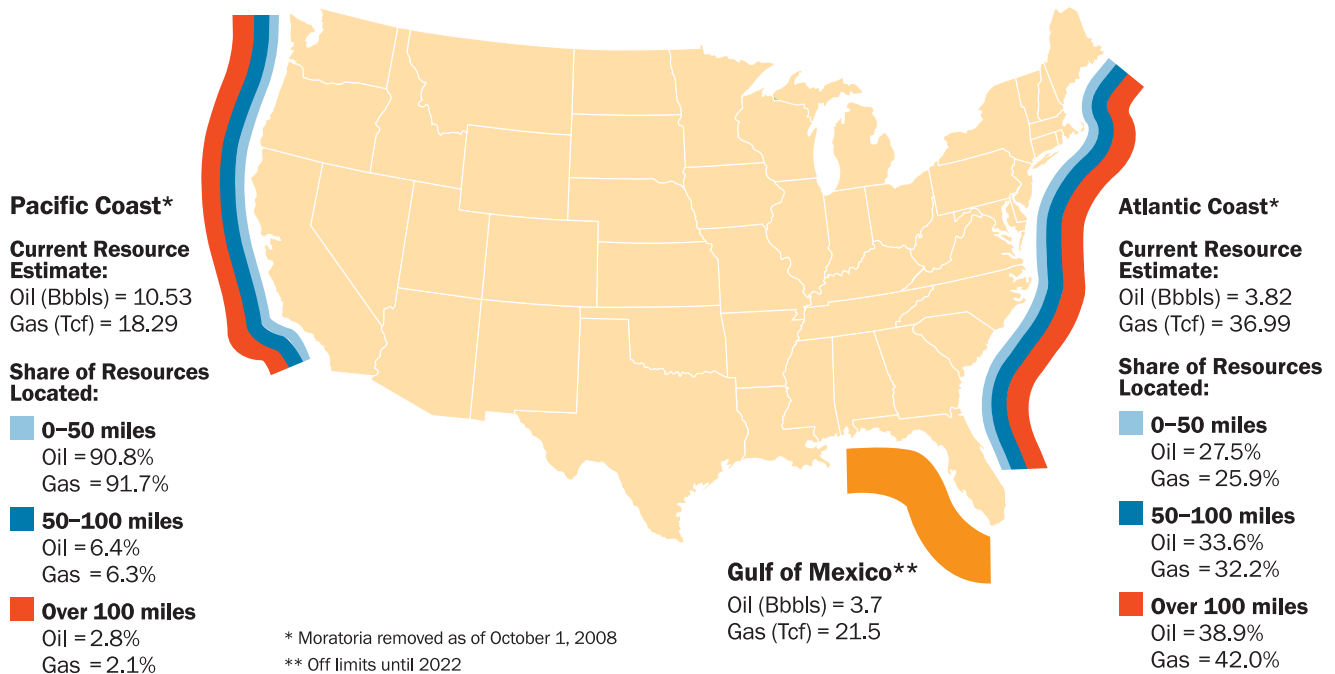 Pacific Coast*
Current Resource
Estimate:
Oil (Bbbls) = 10.53
Gas (Tcf) = 18.29
Share of Resources
Located:
0–50 miles
Oil = 90.8%
Gas = 91.7%
50–100 miles
Oil = 6.4%
Gas = 6.3%
Over 100 miles
Oil = 2.8%
Gas = 2.1%
* Moratoria removed as of October 1, 2008
** Off limits until 2022
Gulf of Mexico**
Oil (Bbbls) = 3.7
Gas (Tcf) = 21.5
Atlantic Coast*
Current Resource
Estimate:
Oil (Bbbls) = 3.82
Gas (Tcf) = 36.99
Share of Resources
Located:
0–50 miles
Oil = 27.5%
Gas = 25.9%
50–100 miles
Oil = 33.6%
Gas = 32.2%
Over 100 miles
Oil = 38.9%
Gas = 42.0%